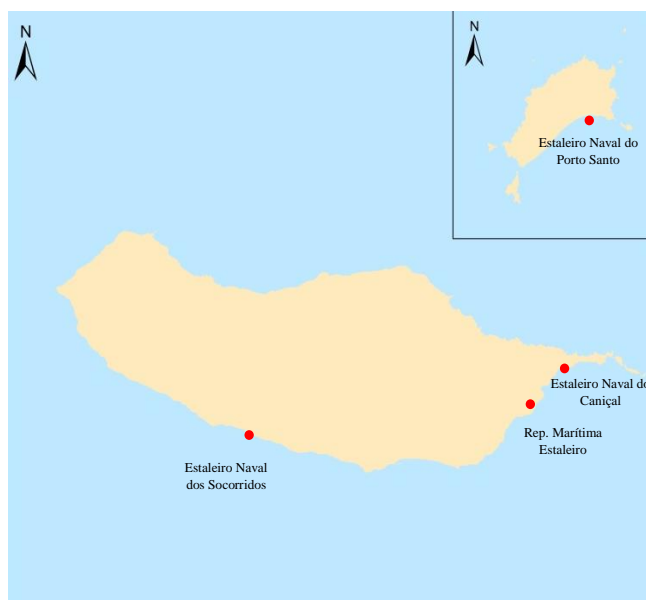 N
N
Estaleiro Naval do
Porto Santo
Estaleiro Naval do
Caniçal
Rep. Marítima
Estaleiro
Estaleiro Naval
dos Socorridos